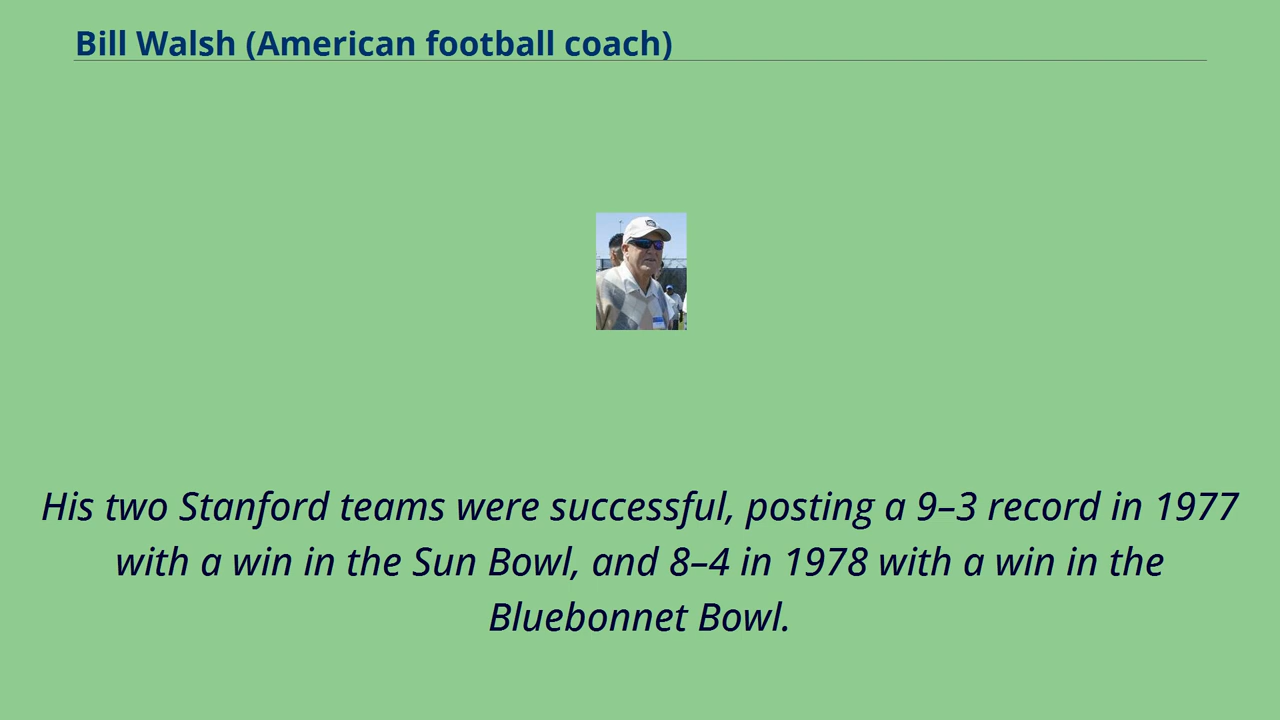 Bill Walsh (American football coach)
His two Stanford teams were successful, posting a 9–3 record in 1977
with a win in the Sun Bowl, and 8–4 in 1978 with a win in the
Bluebonnet Bowl.